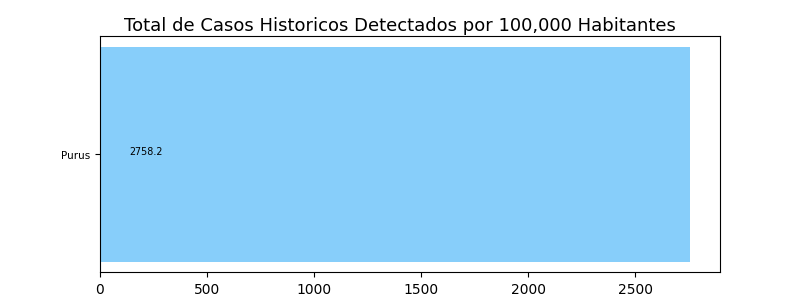 Total de Casos Historicos Detectados por 100,000 Habitantes
Purus
2758.2
0 500 1000 1500 2000 2500